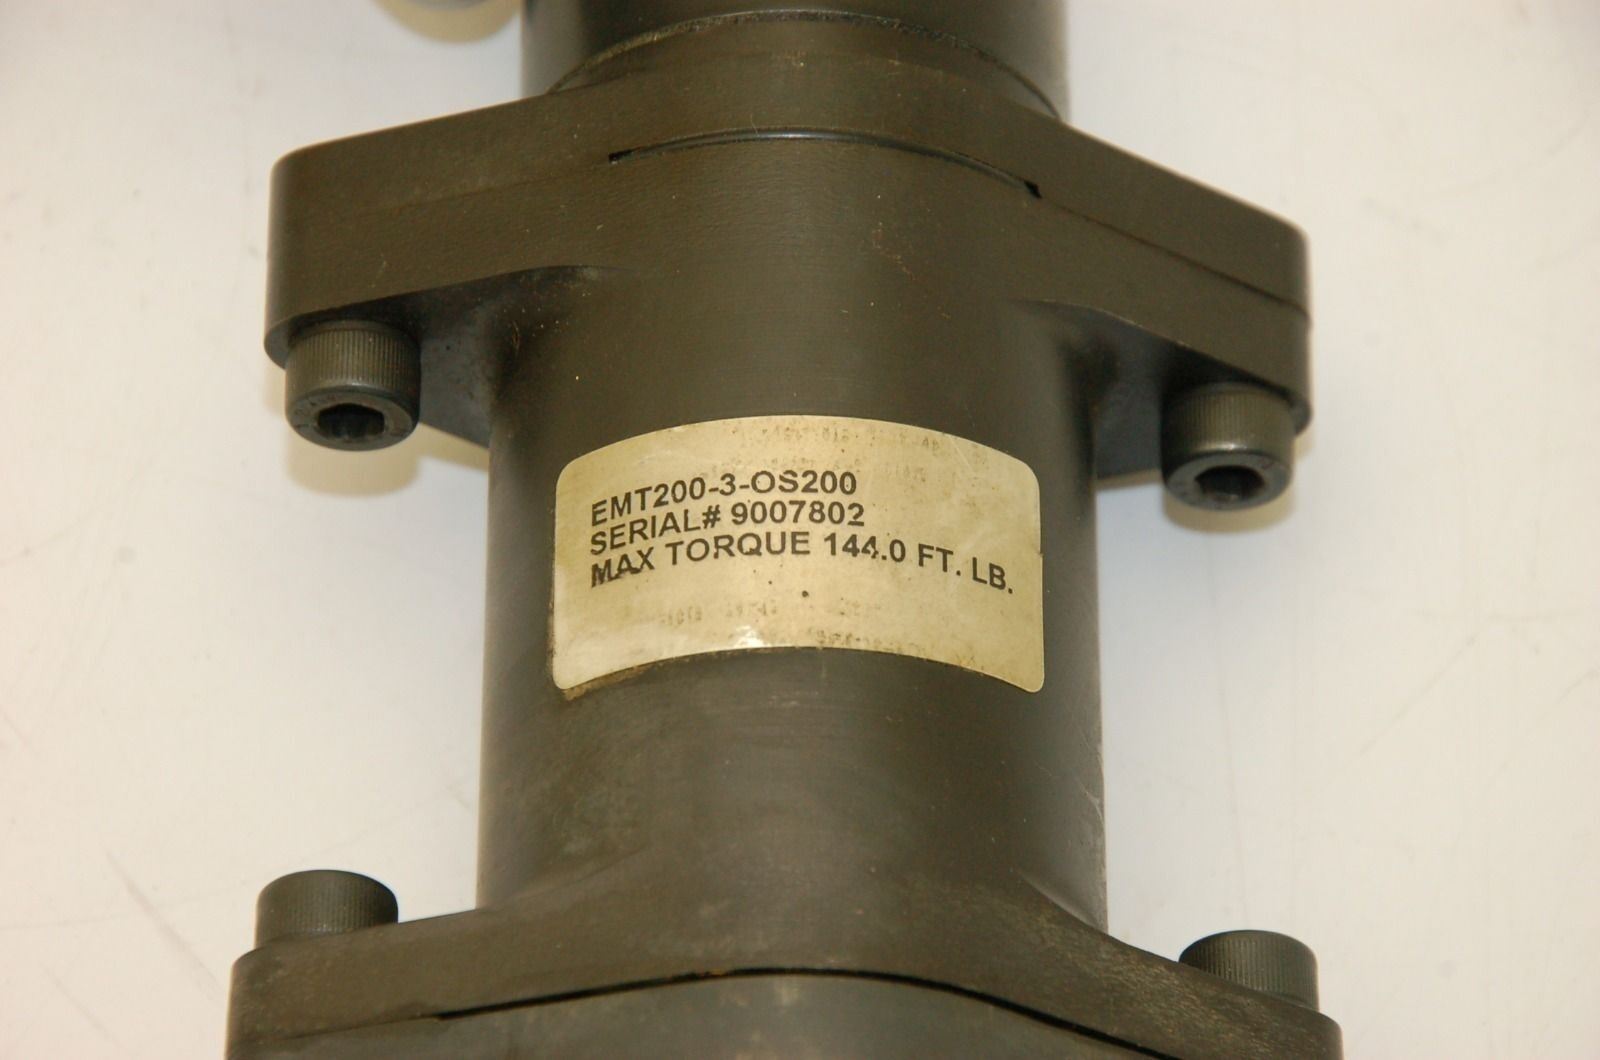 EMT200-3-OS200
SERIAL# 9007802
MAX TORQUE 144.0 FT. LB.